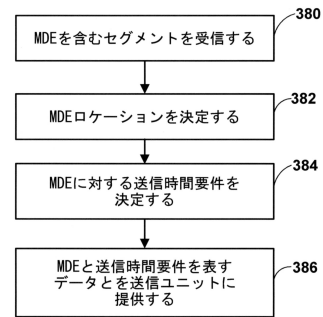 380
MDEを含むセグメントを受信する
382
MDEロケーションを決定する
384
MDEに対する送信時間要件を
決定する
386
MDEと送信時間要件を表す
データとを送信ユニットに
提供する